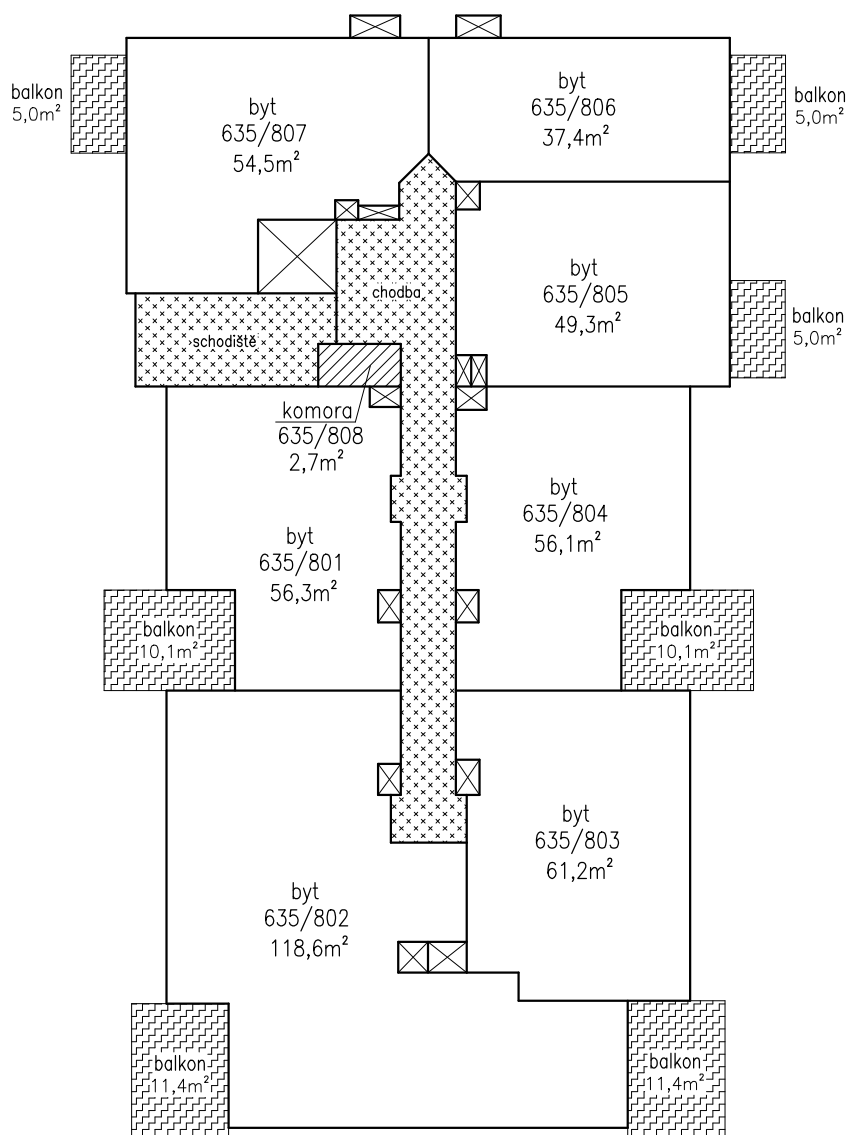 balkon
5,0m²
byt
635/807
54,5m²
byt
635/806
37,4m²
balkon
5,0m²
chodba
byt
635/805
49,3m²
balkon
5,0m²
schodiště
komora
635/808
2,7m²
byt
635/801
56,3m²
byt
635/804
56,1m²
balkon
10,1m²
balkon
10,1m²
byt
635/803
61,2m²
byt
635/802
118,6m²
balkon
11,4m²
balkon
11,4m²